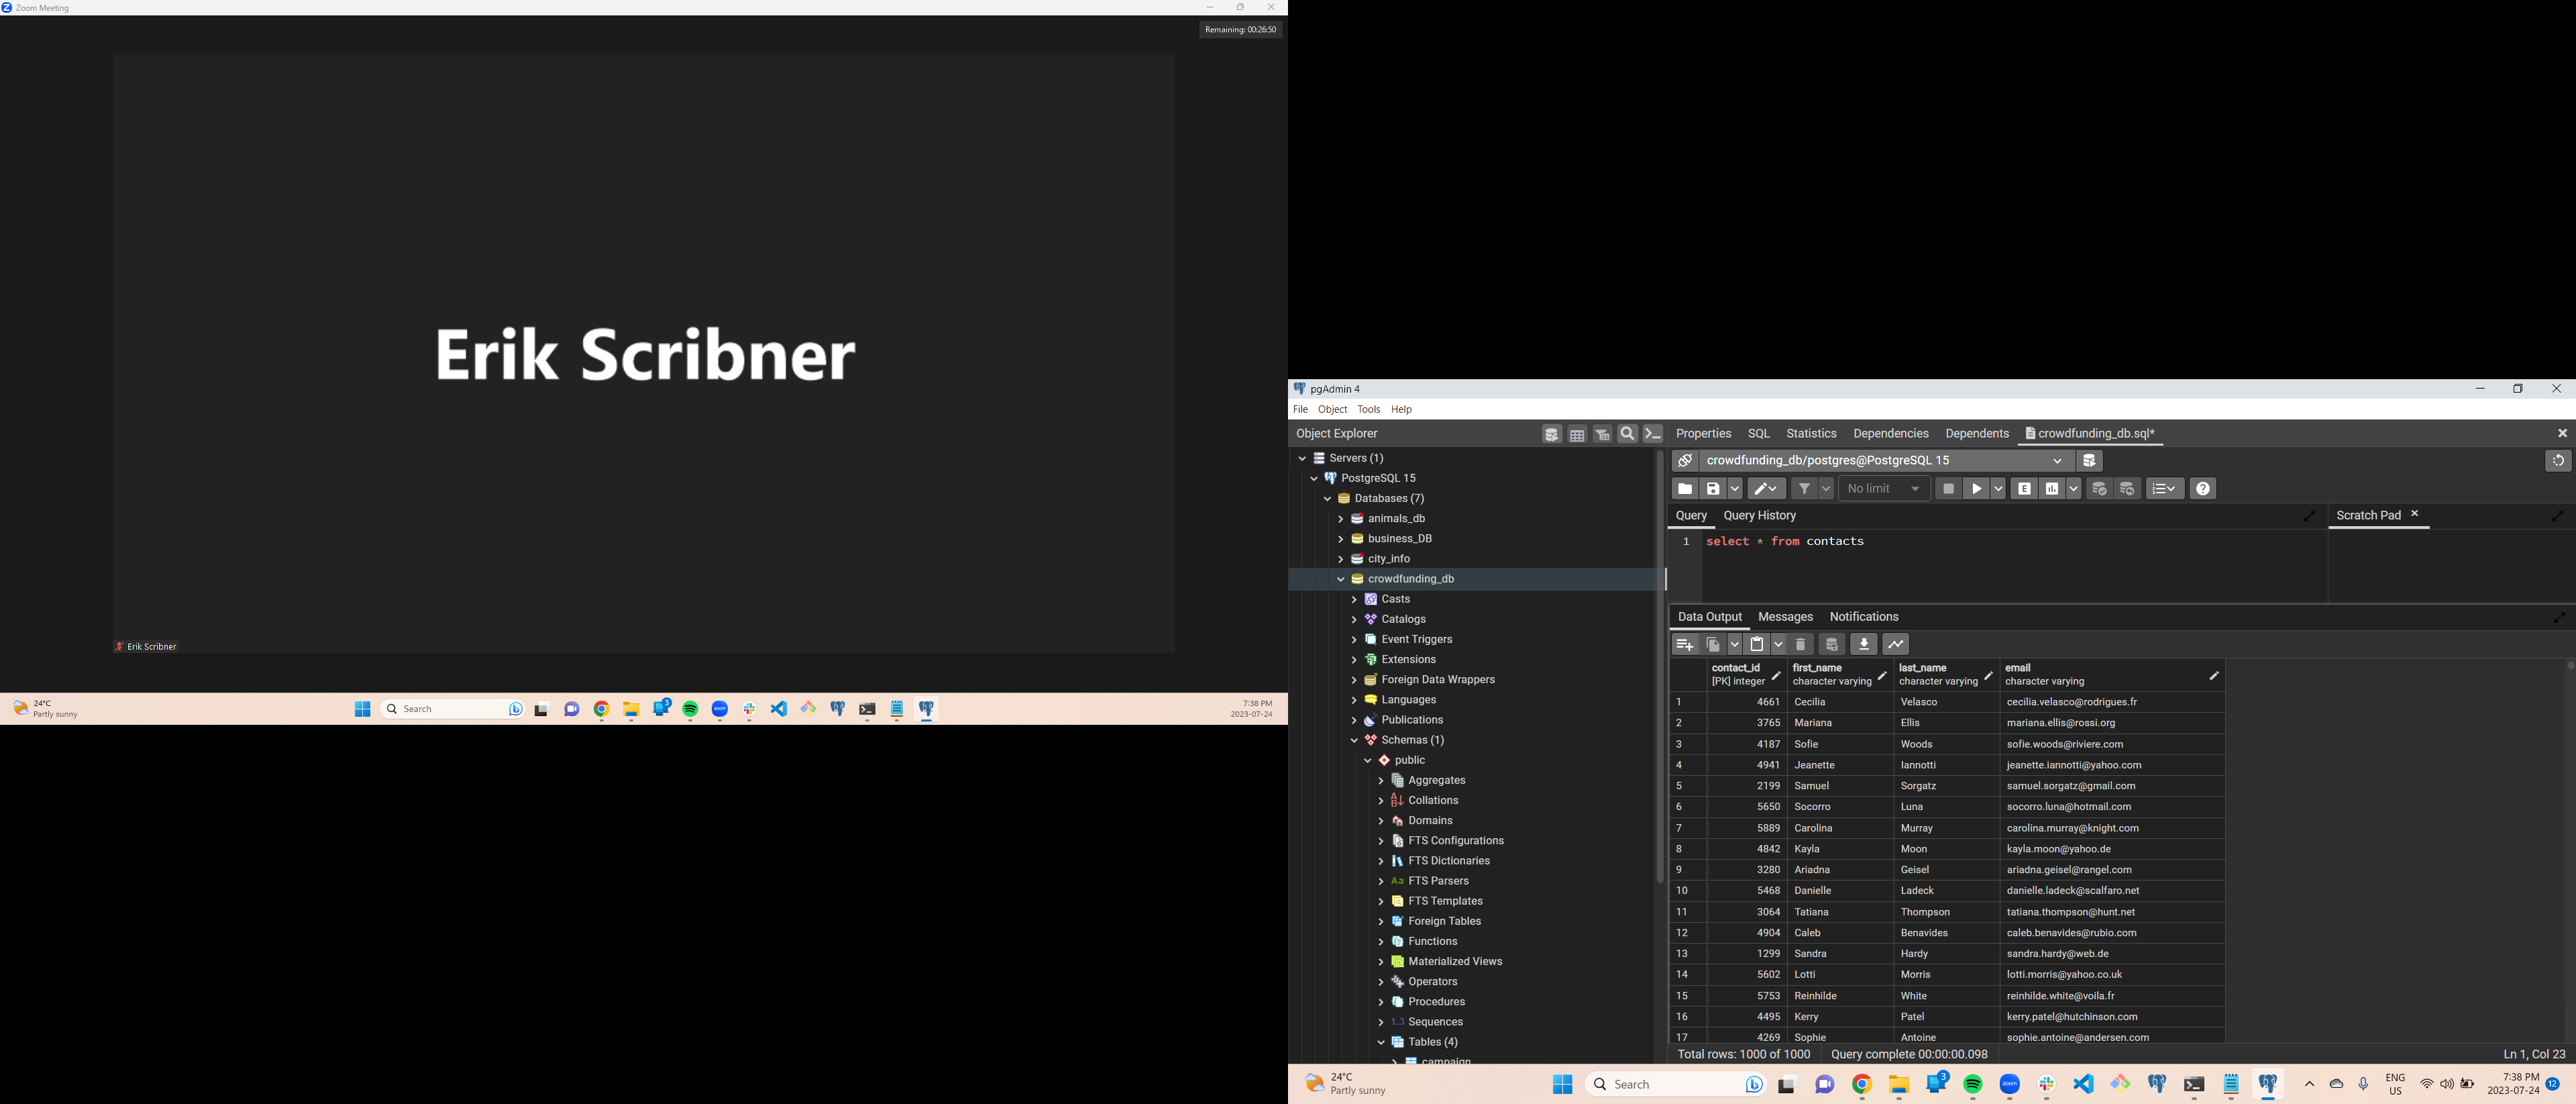 Zoom Meeting
Remaining: 00:26:50
Erik Scribner
Erik Scribner
24°C
Partly sunny
Search
3
zoom
7:38 PM
2023-07-24
pgAdmin 4
File Object Tools Help
Object Explorer
Servers (1)
PostgreSQL 15
Databases (7)
animals_db
business_DB
city_info
crowdfunding_db
Casts
Catalogs
Event Triggers
Extensions
Foreign Data Wrappers
Languages
Publications
Schemas (1)
public
Aggregates
Collations
Domains
FTS Configurations
FTS Dictionaries
Aa FTS Parsers
FTS Templates
Foreign Tables
Functions
Materialized Views
Operators
Procedures
1..3 Sequences
Tables (4)
campaign
Properties SQL Statistics Dependencies Dependents crowdfunding_db.sql*
crowdfunding_db/postgres@PostgreSQL 15
No limit
E
Query Query History
Scratch Pad
1 select * from contacts
Data Output Messages Notifications
contact_id first_name last_name email
[PK] integer character varying character varying character varying
1 4661 Cecilia Velasco cecilia.velasco@rodrigues.fr
2 3765 Mariana Ellis mariana.ellis@rossi.org
3 4187 Sofie Woods sofie.woods@riviere.com
4 4941 Jeanette Iannotti jeanette.iannotti@yahoo.com
5 2199 Samuel Sorgatz samuel.sorgatz@gmail.com
6 5650 Socorro Luna socorro.luna@hotmail.com
7 5889 Carolina Murray carolina.murray@knight.com
8 4842 Kayla Moon kayla.moon@yahoo.de
9 3280 Ariadna Geisel ariadna.geisel@rangel.com
10 5468 Danielle Ladeck danielle.ladeck@scalfaro.net
11 3064 Tatiana Thompson tatiana.thompson@hunt.net
12 4904 Caleb Benavides caleb.benavides@rubio.com
13 1299 Sandra Hardy sandra.hardy@web.de
14 5602 Lotti Morris lotti.morris@yahoo.co.uk
15 5753 Reinhilde White reinhilde.white@voila.fr
16 4495 Kerry Patel kerry.patel@hutchinson.com
17 4269 Sophie Antoine sophie.antoine@andersen.com
Total rows: 1000 of 1000 Query complete 00:00:00.098
Ln 1, Col 23
24°C
Partly sunny
Search
3
zoom
ENG
US
7:38 PM
2023-07-24
12